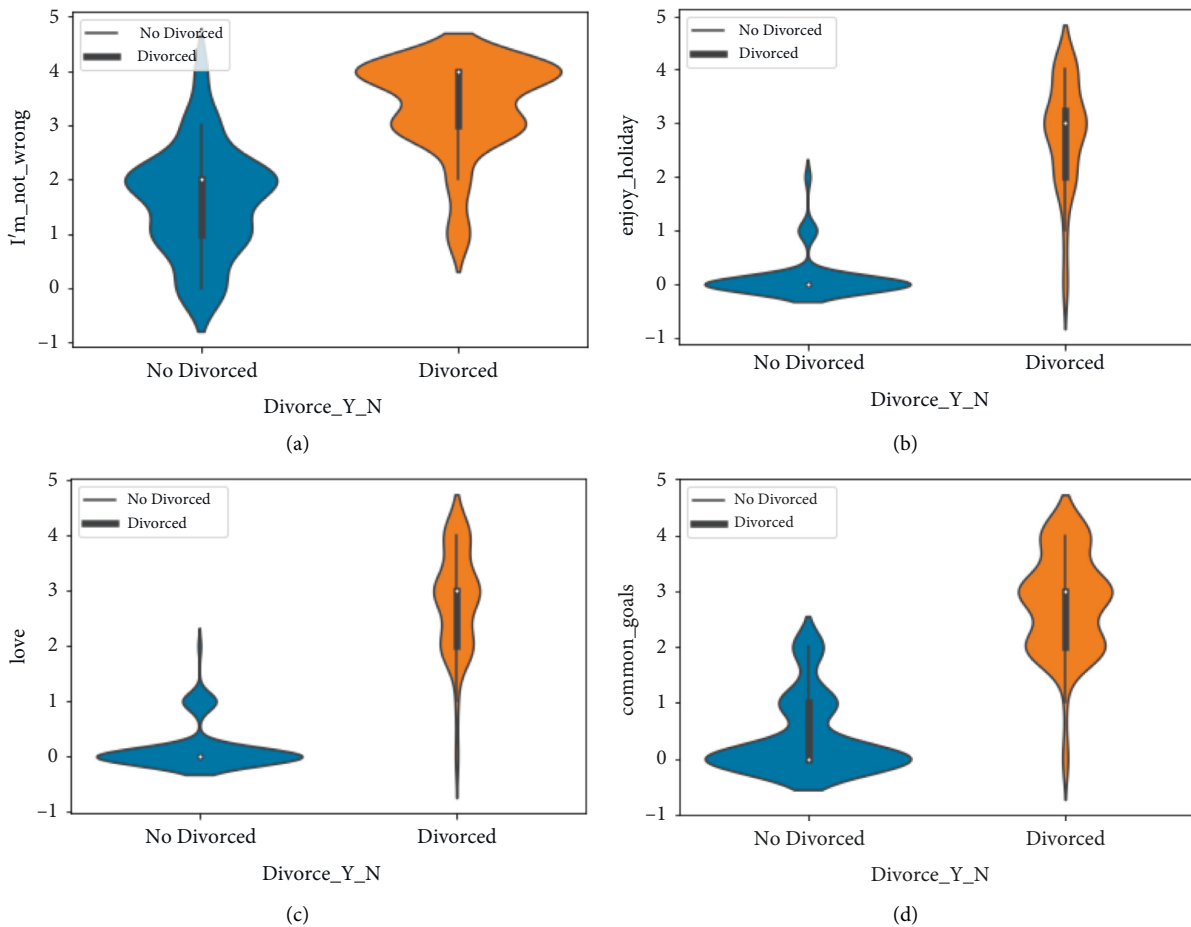 5
4
3
2
1
0
−1
I'm_not_wrong
No Divorced
Divorced
No Divorced
Divorced
Divorce_Y_N
(a)
5
4
3
2
1
0
−1
enjoy_holiday
No Divorced
Divorced
No Divorced
Divorced
Divorce_Y_N
(b)
5
4
3
2
1
0
−1
love
No Divorced
Divorced
No Divorced
Divorced
Divorce_Y_N
(c)
5
4
3
2
1
0
−1
common_goals
No Divorced
Divorced
No Divorced
Divorced
Divorce_Y_N
(d)